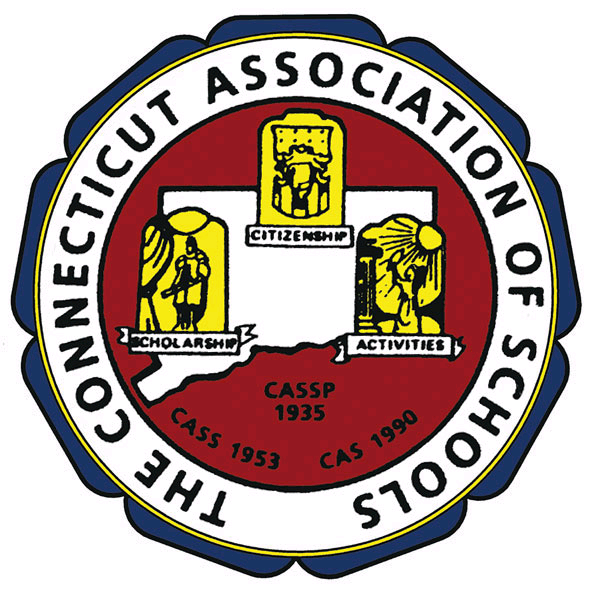 THE CONNECTICUT ASSOCIATION OF SCHOOLS
CITIZENSHIP
SCHOLARSHIP
ACTIVITIES
CASSP
1935
CASS 1953
CAS 1990